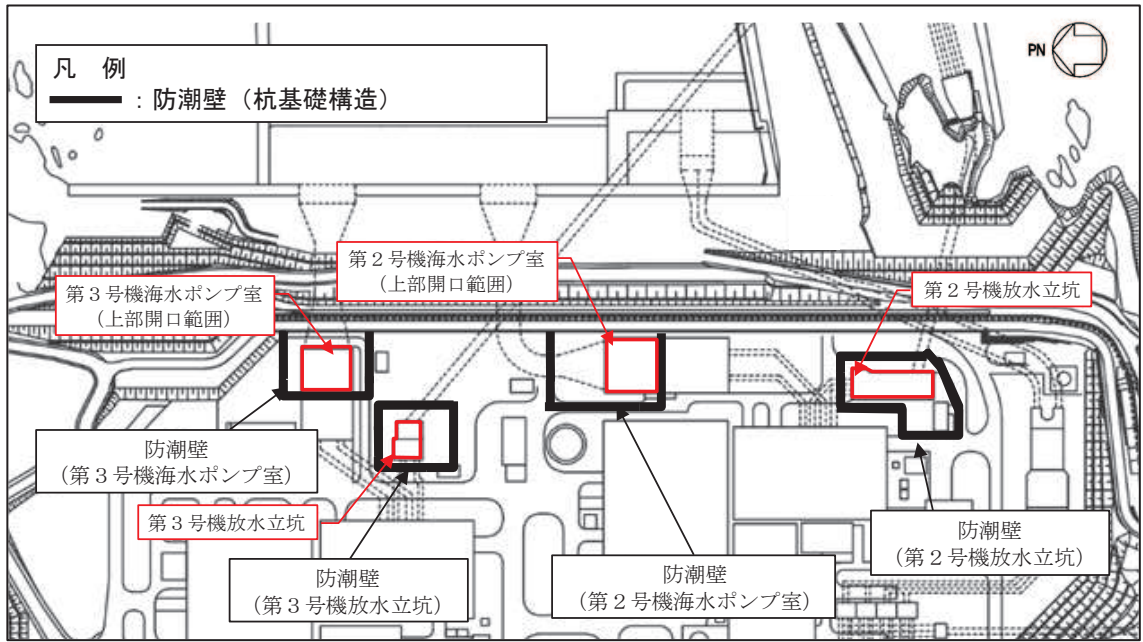 凡 例
：防潮壁（杭基礎構造）
PN
第２号機海水ポンプ室
（上部開口範囲）
第３号機海水ポンプ室
（上部開口範囲）
第２号機放水立坑
防潮壁
（第３号機海水ポンプ室）
第３号機放水立坑
防潮壁
（第３号機放水立坑）
防潮壁
（第２号機海水ポンプ室）
防潮壁
（第２号機放水立坑）